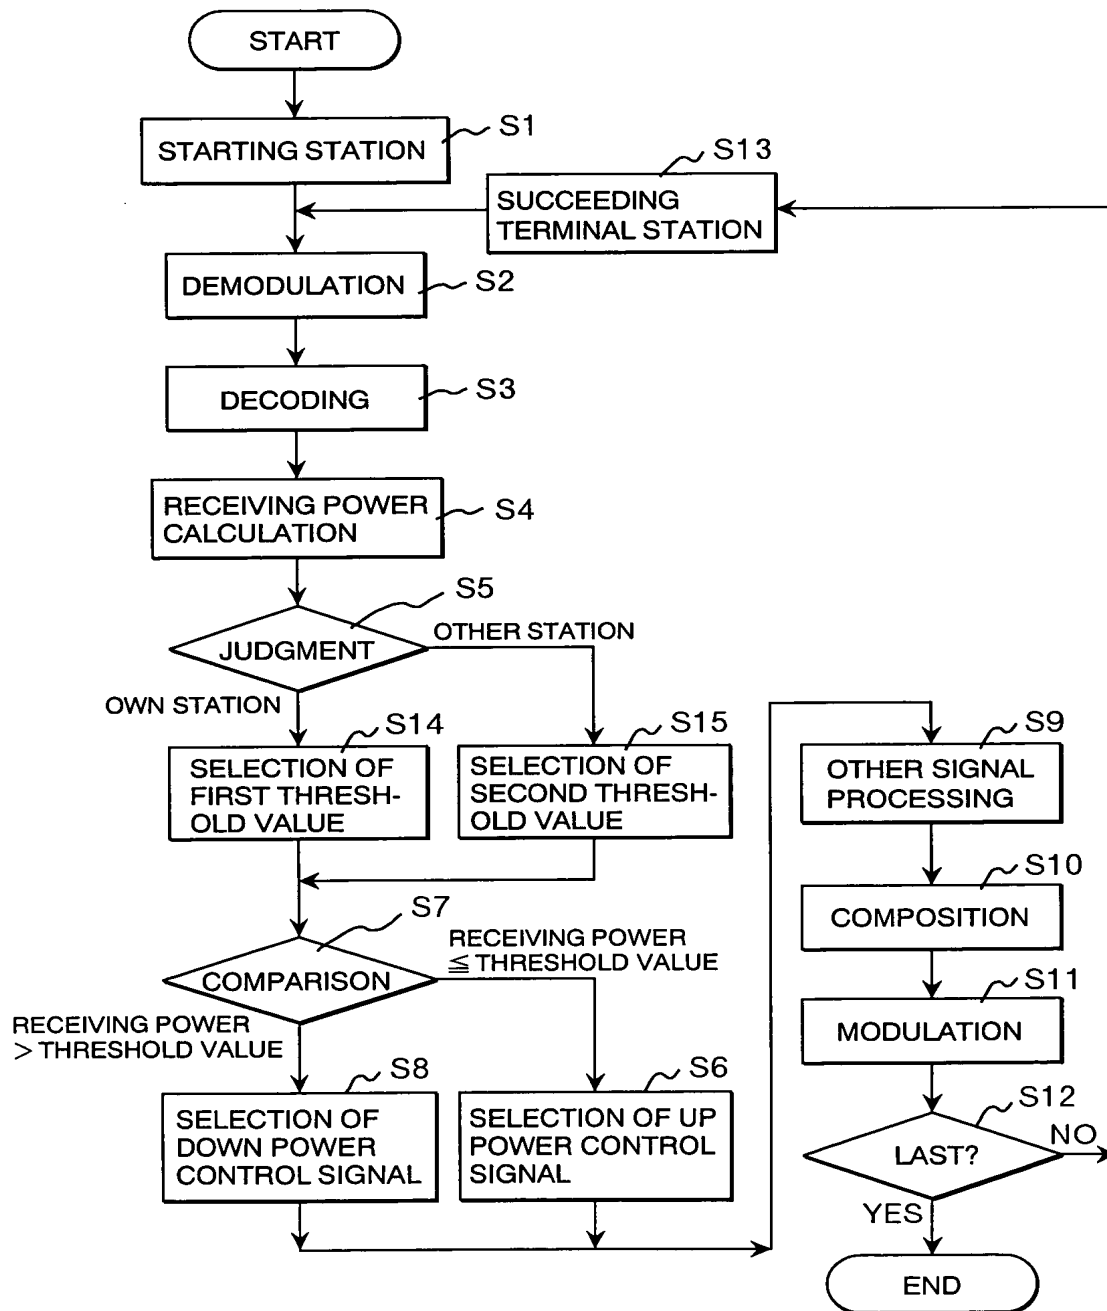 START
S1
STARTING STATION
S13
SUCCEEDING
TERMINAL STATION
DEMODULATION
S2
DECODING
S3
RECEIVING POWER
CALCULATION
S4
S5
JUDGMENT
OTHER STATION
OWN STATION
S14
SELECTION OF
FIRST THRESH-
OLD VALUE
S15
SELECTION OF
SECOND THRESH-
OLD VALUE
S7
COMPARISON
RECEIVING POWER
≦ THRESHOLD VALUE
RECEIVING POWER
> THRESHOLD VALUE
S8
SELECTION OF
DOWN POWER
CONTROL SIGNAL
S6
SELECTION OF UP
POWER CONTROL
SIGNAL
S9
OTHER SIGNAL
PROCESSING
S10
COMPOSITION
S11
MODULATION
S12
LAST?
NO
YES
END